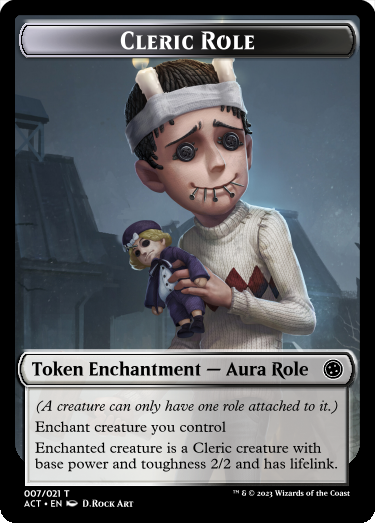 Cleric Role
Token Enchantment — Aura Role
(A creature can only have one role attached to it.)
Enchant creature you control
Enchanted creature is a Cleric creature with
base power and toughness 2/2 and has lifelink.
007/021 T
ACT • EN D.Rock Art
™ & © 2023 Wizards of the Coast